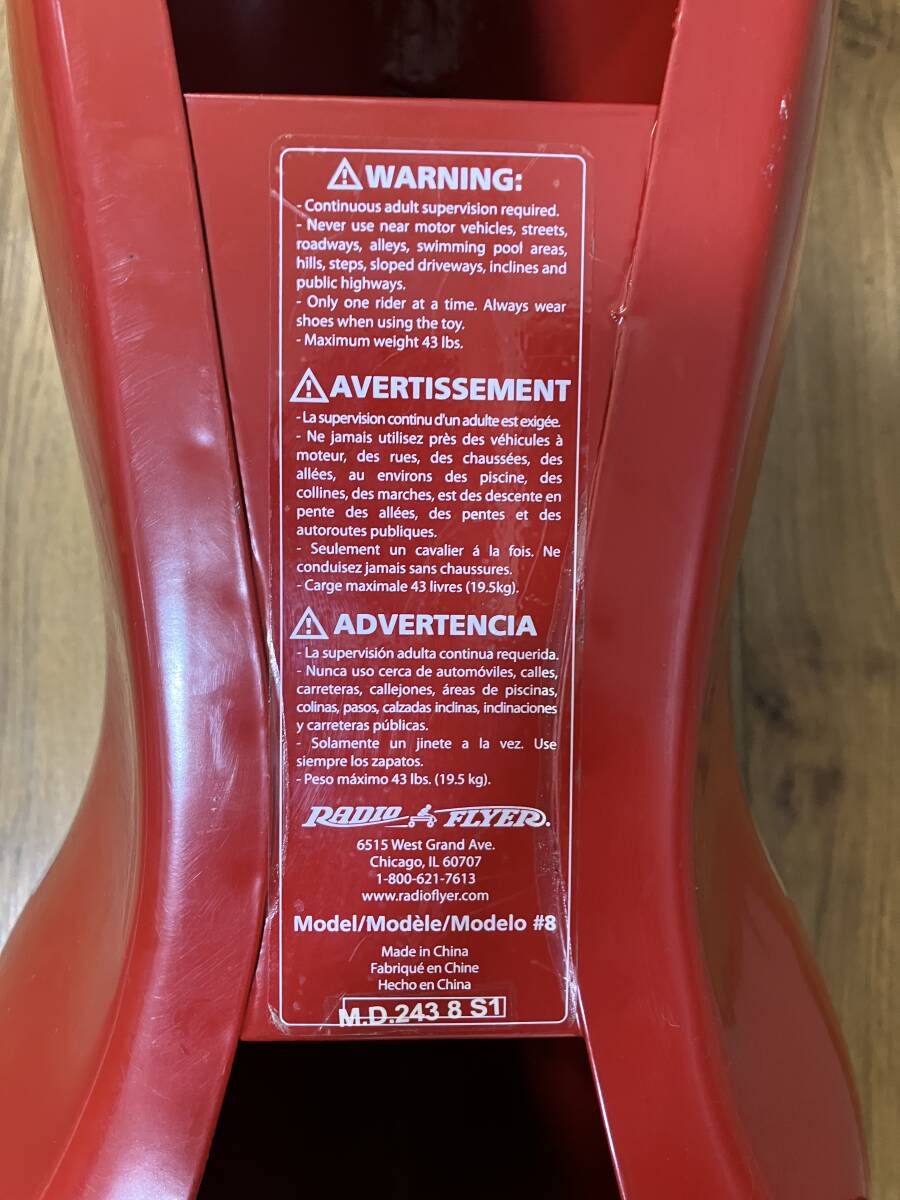 ⚠ WARNING:
- Continuous adult supervision required.
- Never use near motor vehicles, streets,
roadways, alleys, swimming pool areas,
hills, steps, sloped driveways, inclines and
public highways.
- Only one rider at a time. Always wear
shoes when using the toy.
- Maximum weight 43 lbs.
⚠ AVERTISSEMENT
- La supervision continu d'un adulte est exigée.
- Ne jamais utilisez près des véhicules à
moteur, des rues, des chaussées, des
allées, au environs des piscine, des
collines, des marches, est des descente en
pente des allées, des pentes et des
autoroutes publiques.
- Seulement un cavalier á la fois. Ne
conduisez jamais sans chaussures.
- Carge maximale 43 livres (19.5kg).
⚠ ADVERTENCIA
- La supervisión adulta continua requerida.
- Nunca uso cerca de automóviles, calles,
carreteras, callejones, áreas de piscinas,
colinas, pasos, calzadas inclinas, inclinaciones
y carreteras públicas.
- Solamente un jinete a la vez. Use
siempre los zapatos.
- Peso máximo 43 lbs. (19.5 kg).
RADIO FLYER®
6515 West Grand Ave.
Chicago, IL 60707
1-800-621-7613
www.radioflyer.com
Model/Modèle/Modelo #8
Made in China
Fabriqué en Chine
Hecho en China
M.D.243 8 S1